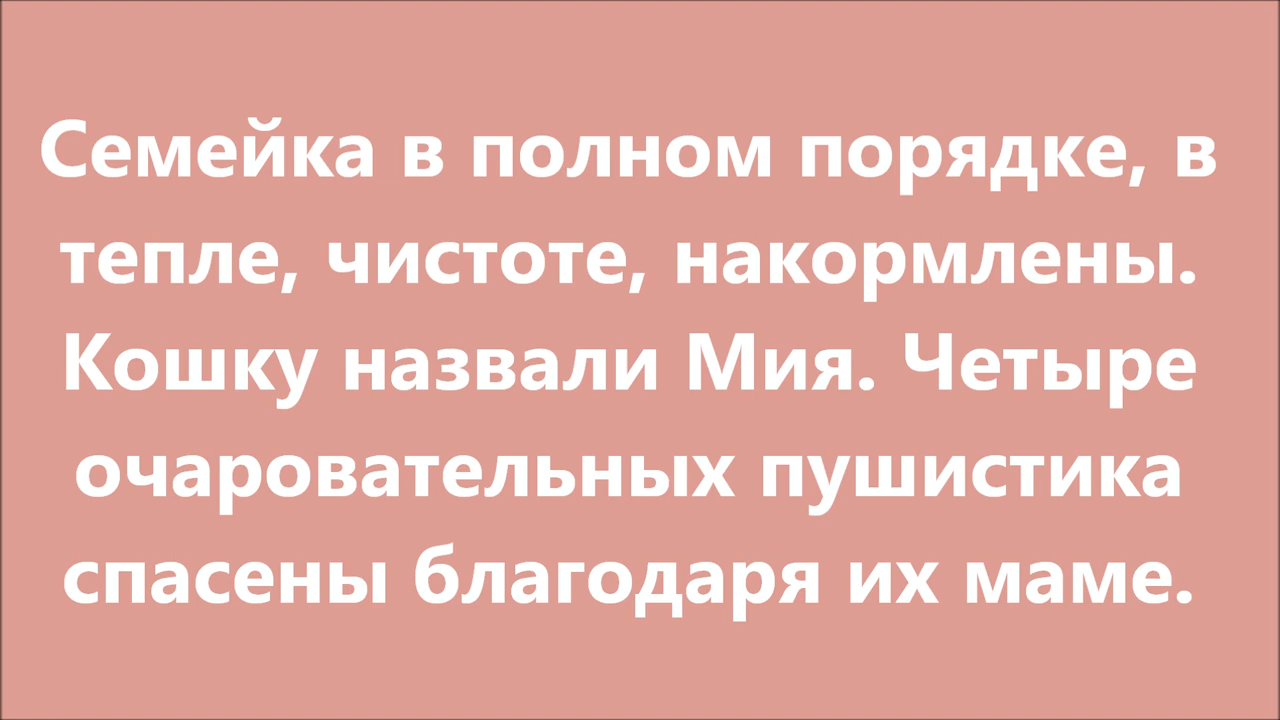 Семейка в полном порядке, в
тепле, чистоте, накормлены.
Кошку назвали Мия. Четыре
очаровательных пушистика
спасены благодаря их маме.